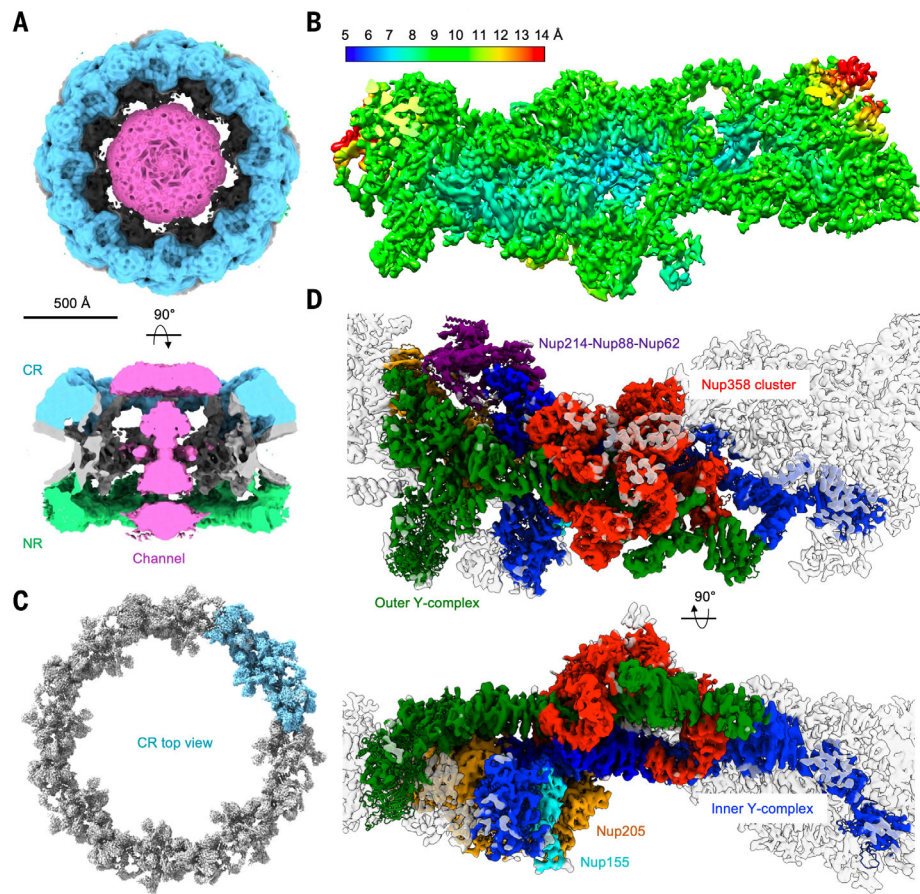 A
B
5 6 7 8 9 10 11 12 13 14 Å
500 Å
90°
CR
NR
Channel
D
Nup214-Nup88-Nup62
Nup358 cluster
Outer Y-complex
90°
C
CR top view
Inner Y-complex
Nup205
Nup155